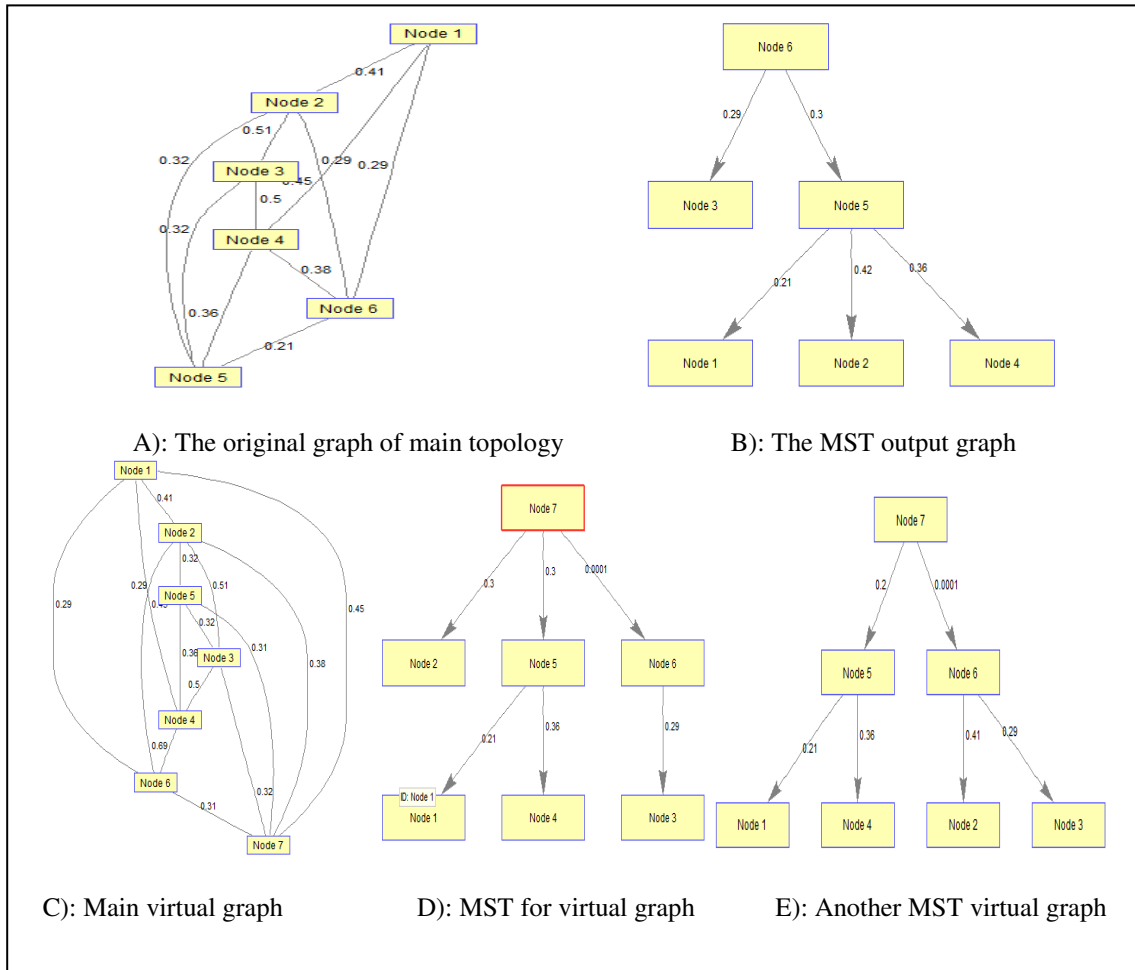 Node 1
0.41
Node 2
0.51
0.32
Node 3
0.29
0.29
0.45
0.5
0.32
Node 4
0.38
Node 6
0.36
0.21
Node 5
Node 6
0.29
0.3
Node 3
Node 5
0.21
0.42
0.36
Node 1
Node 2
Node 4
A): The original graph of main topology
B): The MST output graph
Node 1
0.41
Node 2
0.32
0.29
0.51
Node 5
0.29
0.45
0.32
0.31
0.38
0.36
Node 3
0.5
Node 4
0.69
Node 6
0.32
0.31
Node 7
Node 7
0.3
0.3
0.0001
Node 2
Node 5
Node 6
0.21
0.36
0.29
ID: Node 1
Node 1
Node 4
Node 3
Node 7
0.2
0.0001
Node 5
Node 6
0.21
0.36
0.41
0.29
Node 1
Node 4
Node 2
Node 3
C): Main virtual graph
D): MST for virtual graph
E): Another MST virtual graph